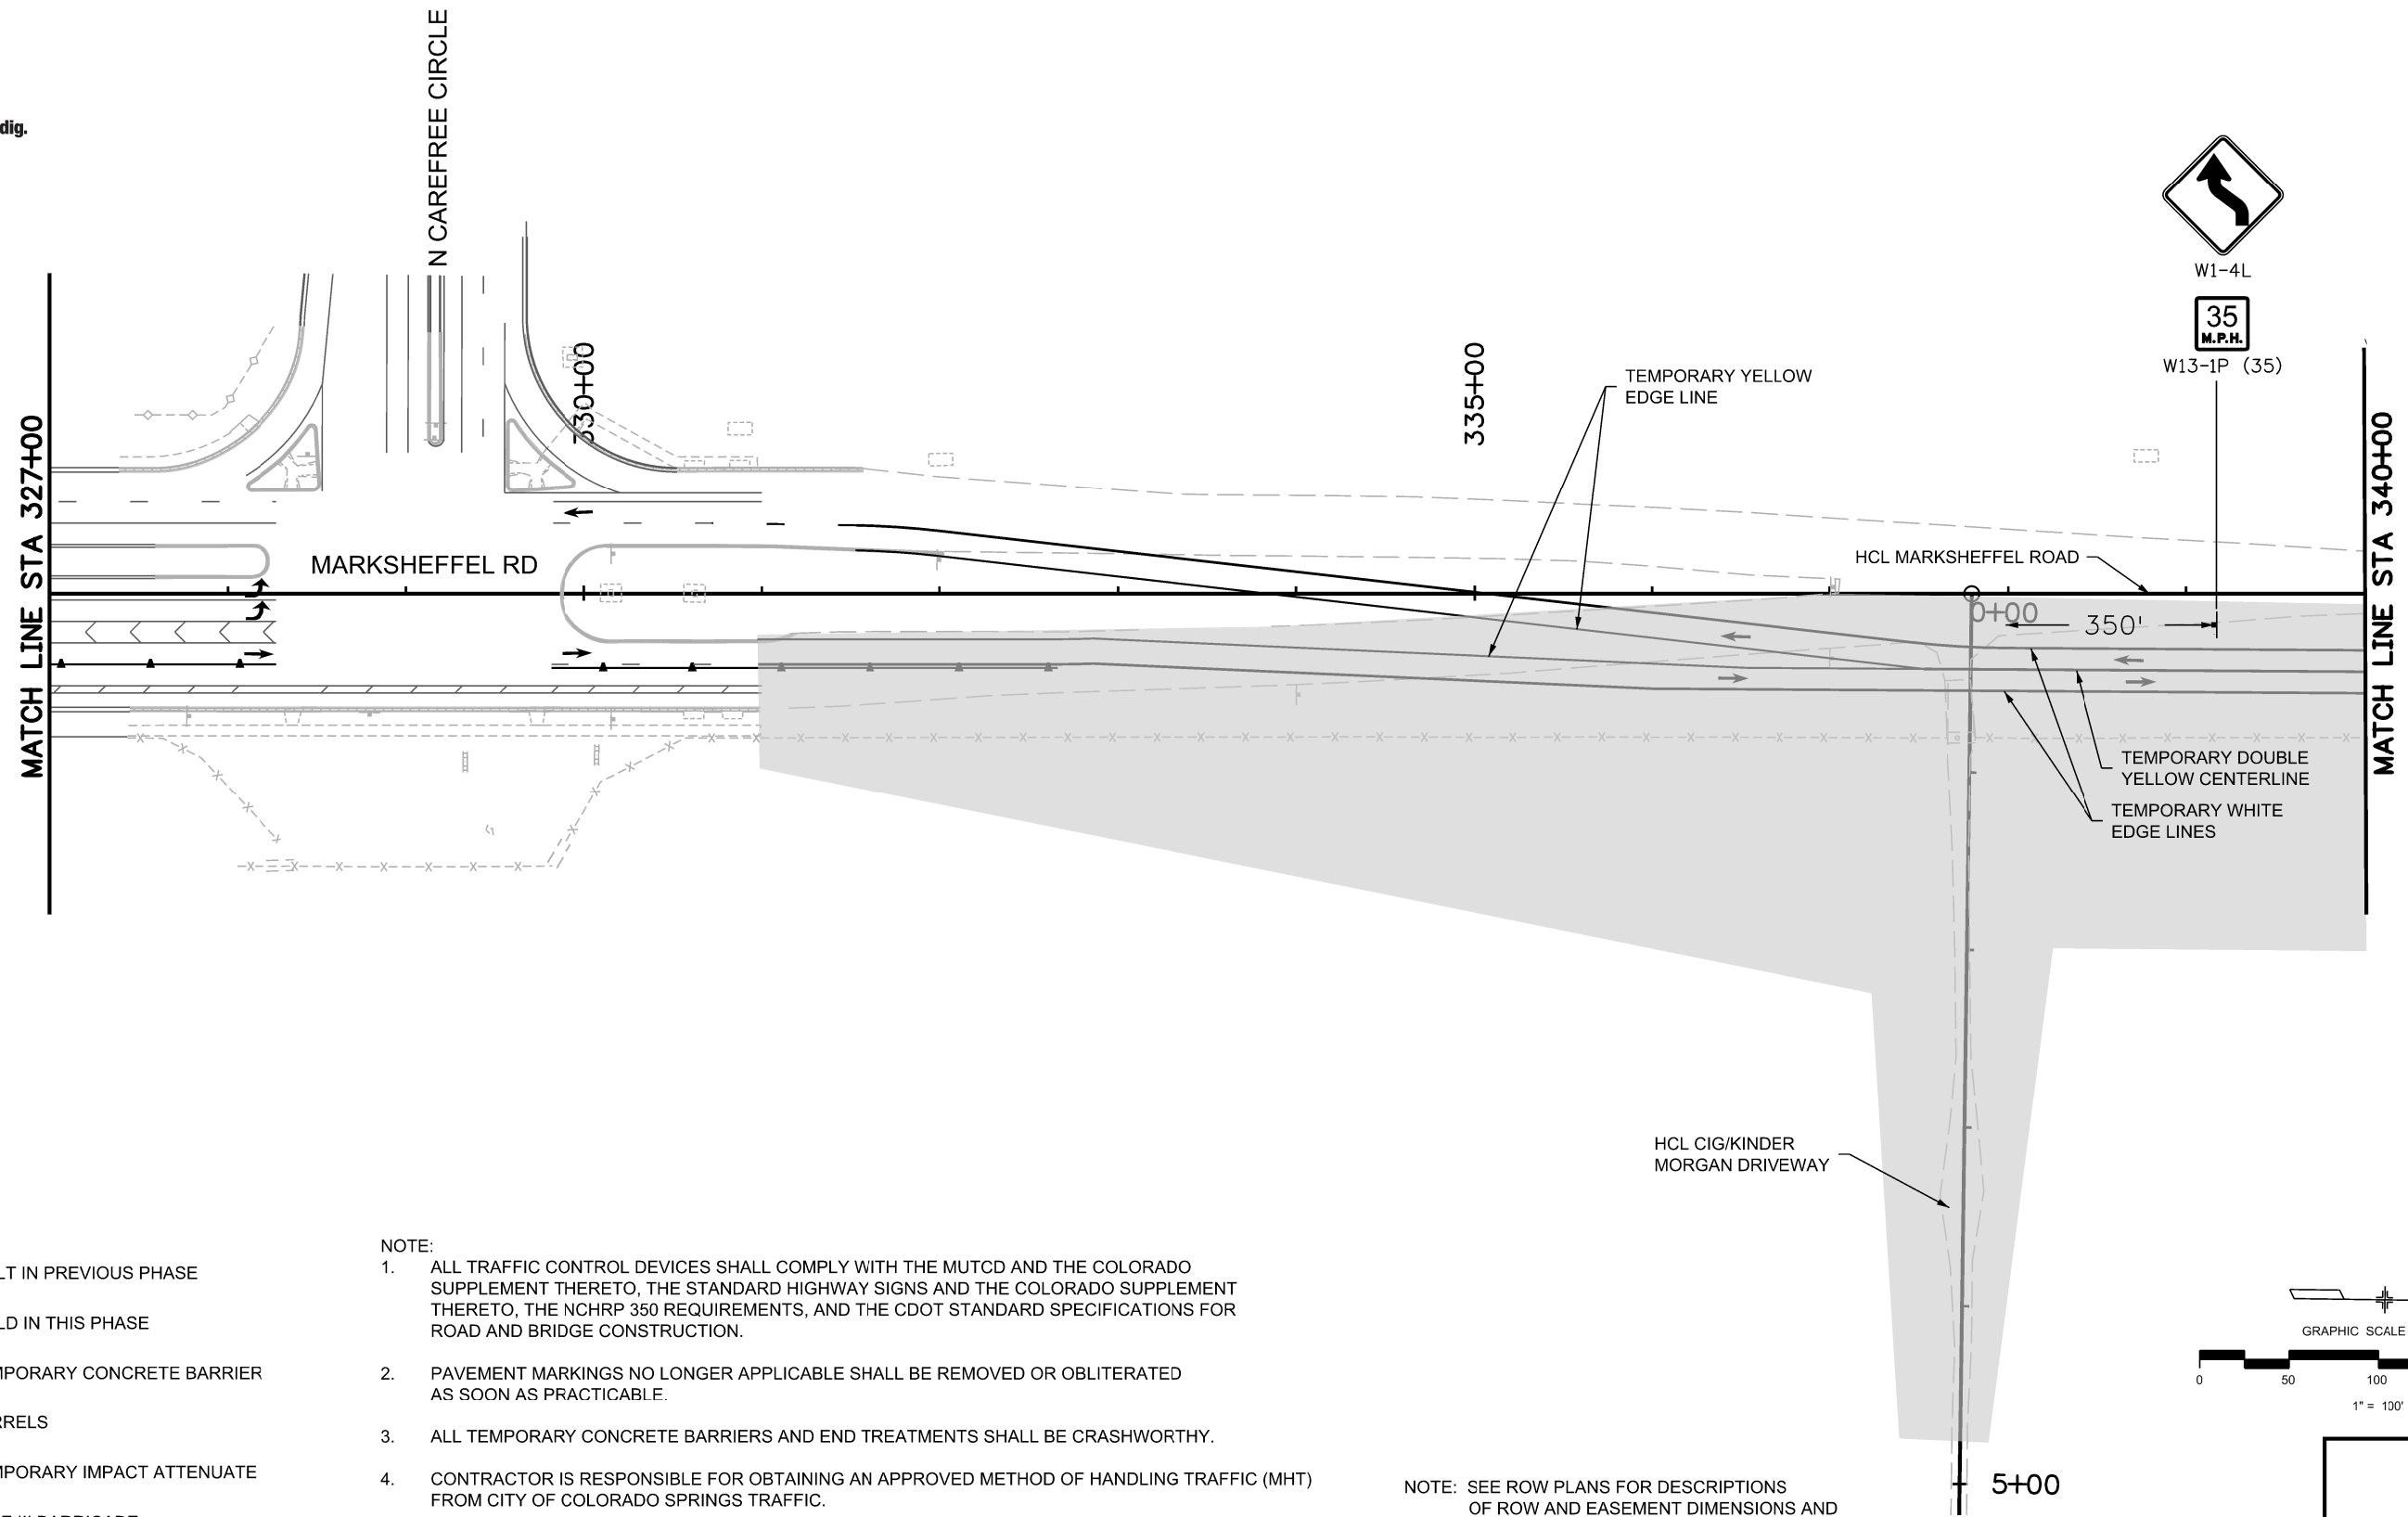 dig.
N CAREFREE CIRCLE
W1-4L
35
M.P.H.
W13-1P (35)
330+00
335+00
TEMPORARY YELLOW
EDGE LINE
MATCH LINE STA 327+00
MARKSHEFFEL RD
HCL MARKSHEFFEL ROAD
0+00
350'
MATCH LINE STA 340+00
TEMPORARY DOUBLE
YELLOW CENTERLINE
TEMPORARY WHITE
EDGE LINES
HCL CIG/KINDER
MORGAN DRIVEWAY
LT IN PREVIOUS PHASE
LD IN THIS PHASE
MPORARY CONCRETE BARRIER
RRELS
MPORARY IMPACT ATTENUATE
NOTE:
1. ALL TRAFFIC CONTROL DEVICES SHALL COMPLY WITH THE MUTCD AND THE COLORADO
SUPPLEMENT THERETO, THE STANDARD HIGHWAY SIGNS AND THE COLORADO SUPPLEMENT
THERETO, THE NCHRP 350 REQUIREMENTS, AND THE CDOT STANDARD SPECIFICATIONS FOR
ROAD AND BRIDGE CONSTRUCTION.
2. PAVEMENT MARKINGS NO LONGER APPLICABLE SHALL BE REMOVED OR OBLITERATED
AS SOON AS PRACTICABLE.
3. ALL TEMPORARY CONCRETE BARRIERS AND END TREATMENTS SHALL BE CRASHWORTHY.
4. CONTRACTOR IS RESPONSIBLE FOR OBTAINING AN APPROVED METHOD OF HANDLING TRAFFIC (MHT)
FROM CITY OF COLORADO SPRINGS TRAFFIC.
NOTE: SEE ROW PLANS FOR DESCRIPTIONS
OF ROW AND EASEMENT DIMENSIONS AND
5+00
GRAPHIC SCALE
0 50 100
1" = 100'